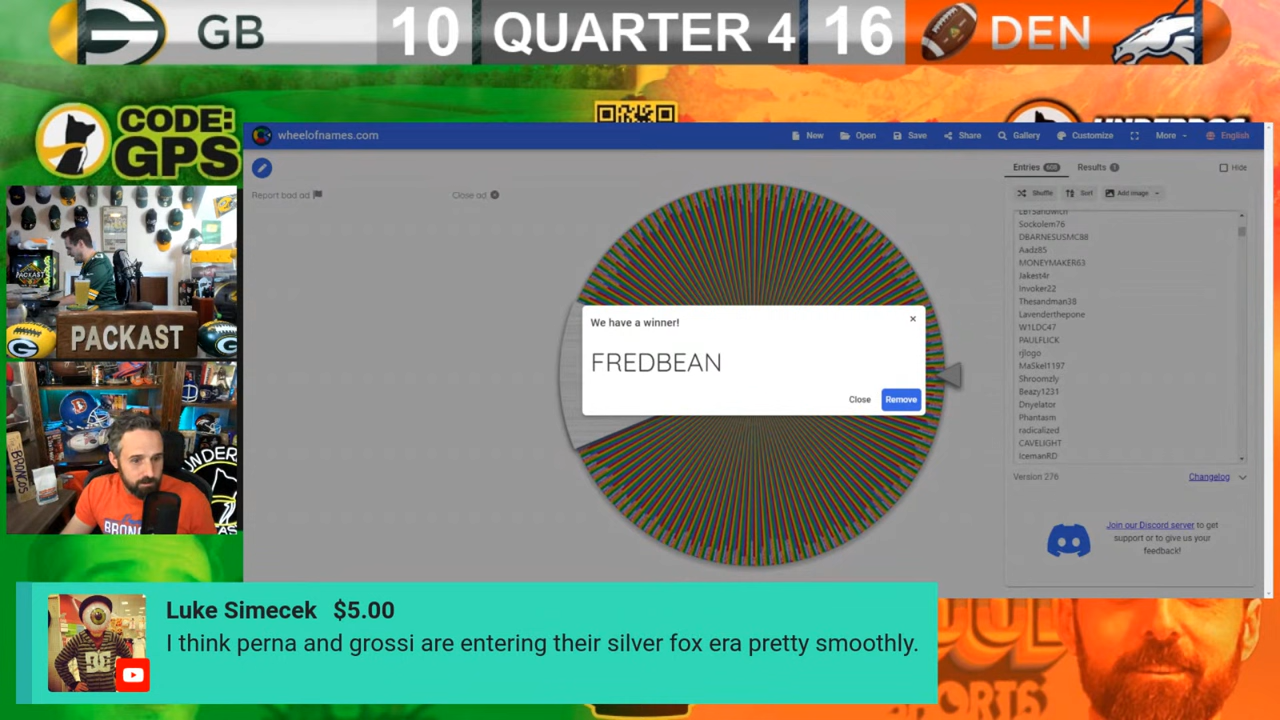 GB
10
QUARTER 4
16
DEN
CODE:
GPS
wheelofnames.com
New
Open
Save
Share
Gallery
Customize
More
English
Report bad ad
Close ad
Entries
Results
Hide
Shuffle
Sort
Add image
LBTSandwich
Sockolem76
DBARNESUSMC88
Aadz85
MONEYMAKER63
Jakest4r
Invoker22
Thesandman38
Lavenderthepone
W1LDC47
PAULFLICK
rjlogo
MaSkel1197
Shroomzly
Beazy1231
Dnyelator
Phantasm
radicalized
CAVELIGHT
IcemanRD
We have a winner!
FREDBEAN
Close
Remove
Version 276
Changelog
Join our Discord server to get
support or to give us your
feedback!
PACKAST
PACKAST
BRONCOS
BRONC
Luke Simecek $5.00
I think perna and grossi are entering their silver fox era pretty smoothly.